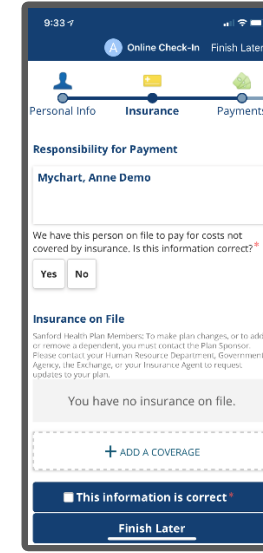 9:33
A Online Check-In Finish Later
Personal Info Insurance Payments
Responsibility for Payment
Mychart, Anne Demo
We have this person on file to pay for costs not
covered by insurance. Is this information correct?*
Yes No
Insurance on File
Sanford Health Plan Members: To make plan changes, or to add
or remove a dependent, you must contact the Plan Sponsor.
Please contact your Human Resource Department, Government
Agency, the Exchange, or your Insurance Agent to request
updates to your plan.
You have no insurance on file.
+ ADD A COVERAGE
This information is correct*
Finish Later